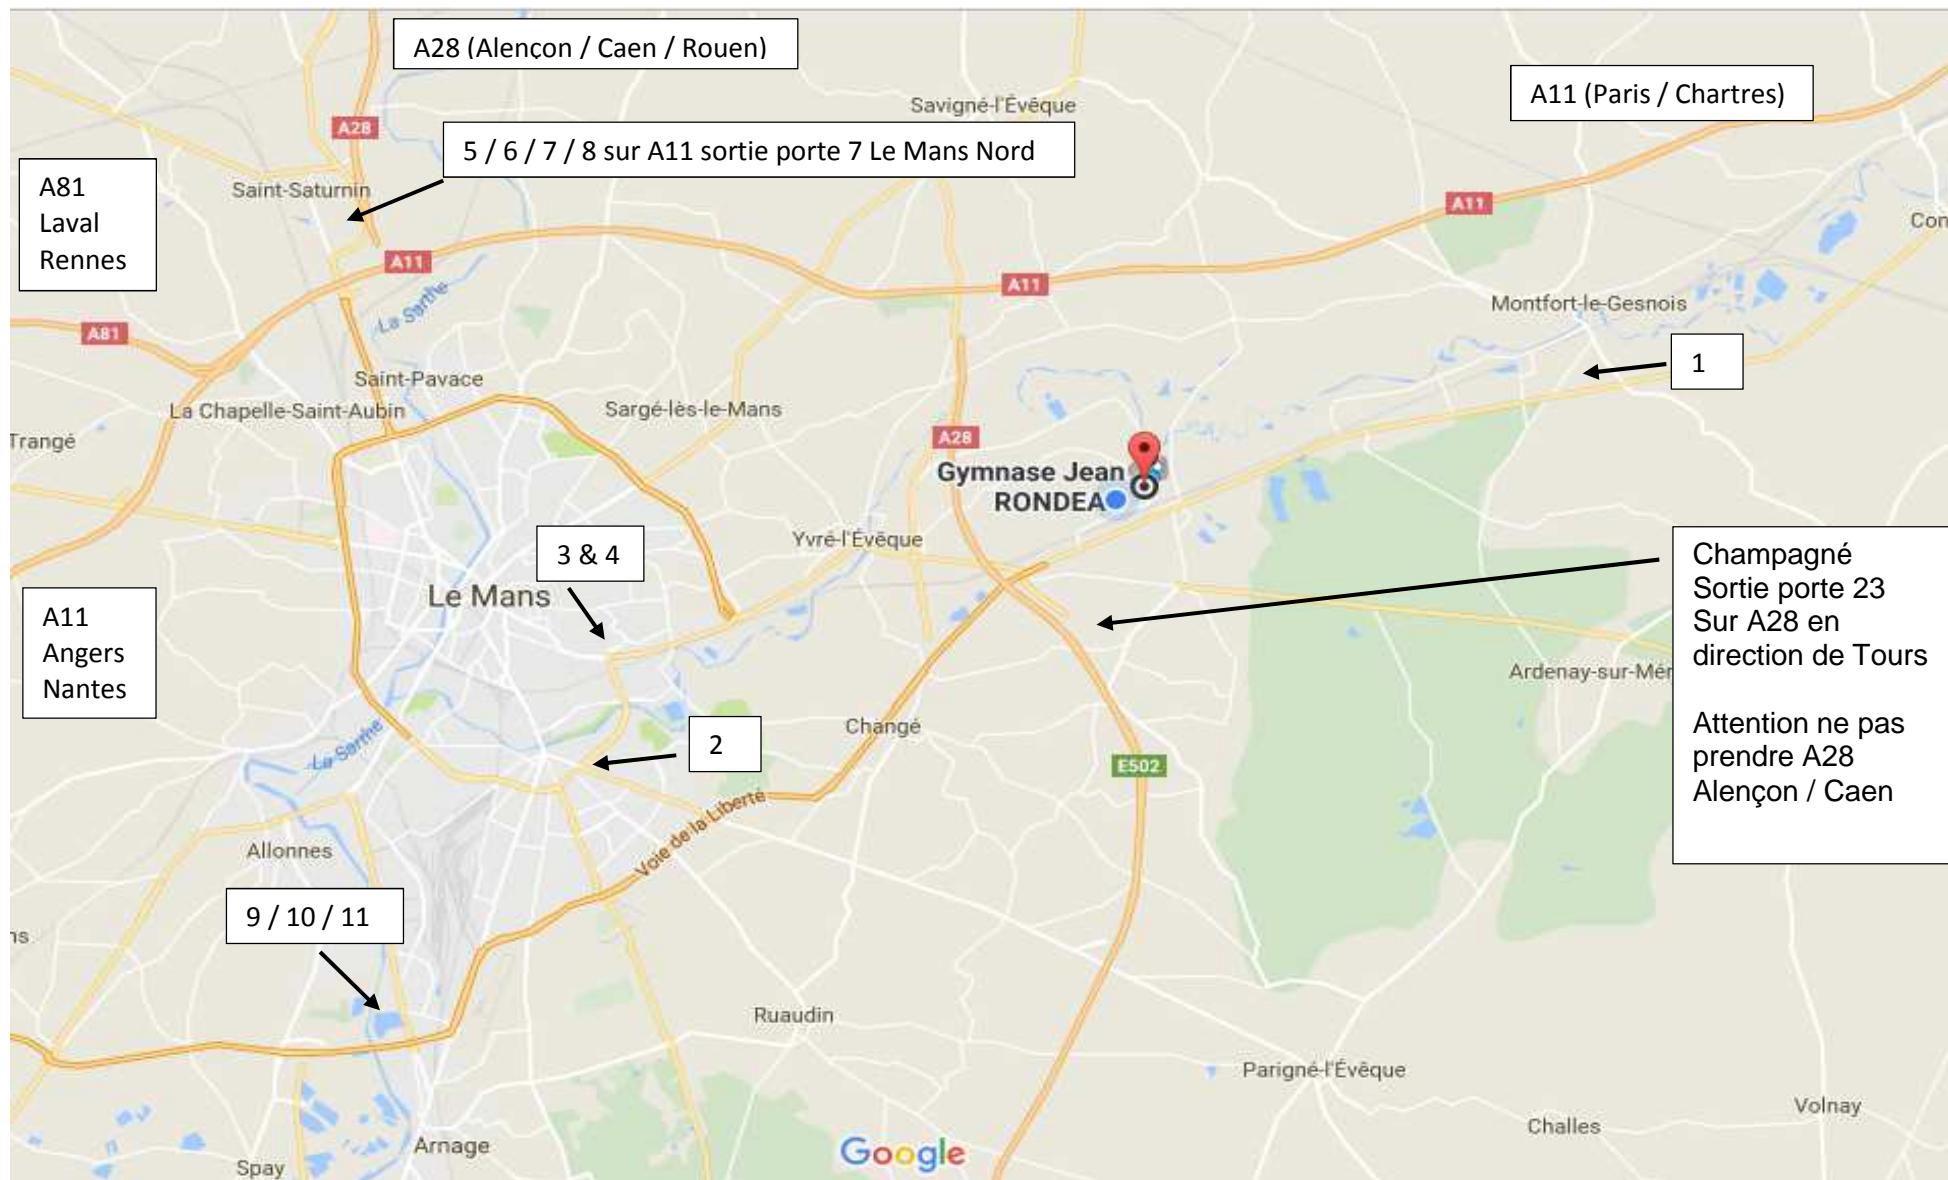 A28 (Alençon / Caen / Rouen)
A11 (Paris / Chartres)
Savigné-l'Évêque
A28
5 / 6 / 7 / 8 sur A11 sortie porte 7 Le Mans Nord
A81
Laval
Rennes
Saint-Saturnin
A11
Con
A11
A11
La Sarthe
Montfort-le-Gesnois
A81
1
Saint-Pavace
La Chapelle-Saint-Aubin
Sargé-lès-le-Mans
Trangé
A28
Gymnase Jean
RONDEA
Yvré-l'Évêque
3 & 4
Le Mans
Champagné
Sortie porte 23
Sur A28 en
direction de Tours
Attention ne pas
prendre A28
Alençon / Caen
A11
Angers
Nantes
Ardenay-sur-Mér
Changé
La Sarthe
2
E502
Voie de la Liberté
Allonnes
9 / 10 / 11
ns
Ruaudin
Parigné-l'Évêque
Volnay
Challes
Arnage
Google
Spay